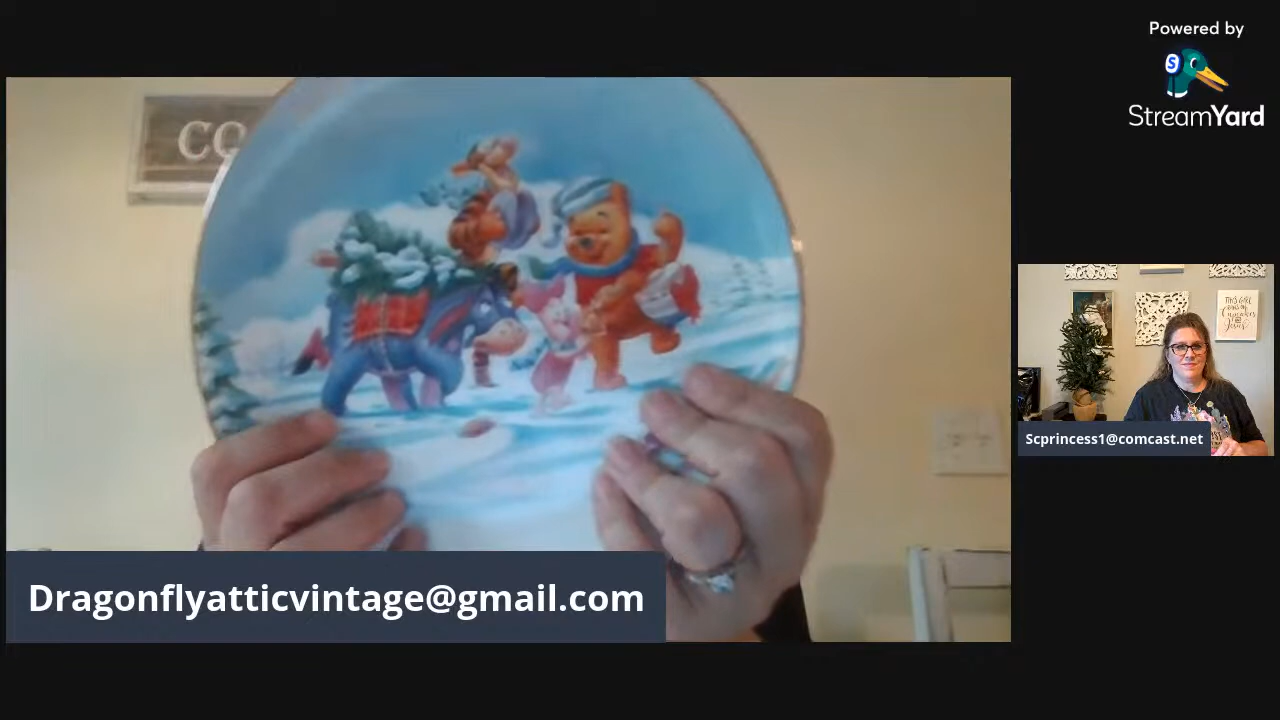 Powered by
S
StreamYard
CO
Scprincess1@comcast.net
Dragonflyatticvintage@gmail.com